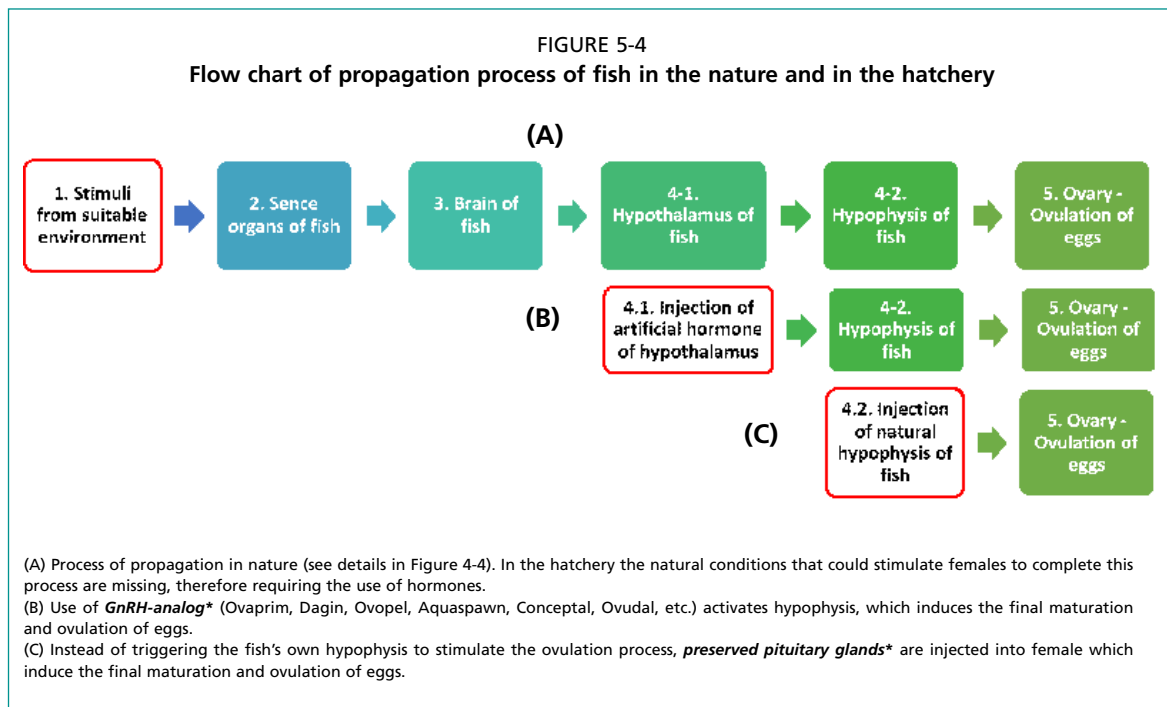 FIGURE 5-4
Flow chart of propagation process of fish in the nature and in the hatchery
(A)
1. Stimuli
from suitable
environment
2. Sence
organs of fish
3. Brain of
fish
4-1.
Hypothalamus of
fish
4-2.
Hypophysis of
fish
5. Ovary -
Ovulation of
eggs
(B)
4.1. Injection of
artificial hormone
of hypothalamus
4-2.
Hypophysis of
fish
5. Ovary -
Ovulation of
eggs
(C)
4.2. Injection
of natural
hypophysis of
fish
5. Ovary -
Ovulation of
eggs
(A) Process of propagation in nature (see details in Figure 4-4). In the hatchery the natural conditions that could stimulate females to complete this
process are missing, therefore requiring the use of hormones.
(B) Use of GnRH-analog* (Ovaprim, Dagin, Ovopel, Aquaspawn, Conceptal, Ovudal, etc.) activates hypophysis, which induces the final maturation
and ovulation of eggs.
(C) Instead of triggering the fish's own hypophysis to stimulate the ovulation process, preserved pituitary glands* are injected into female which
induce the final maturation and ovulation of eggs.